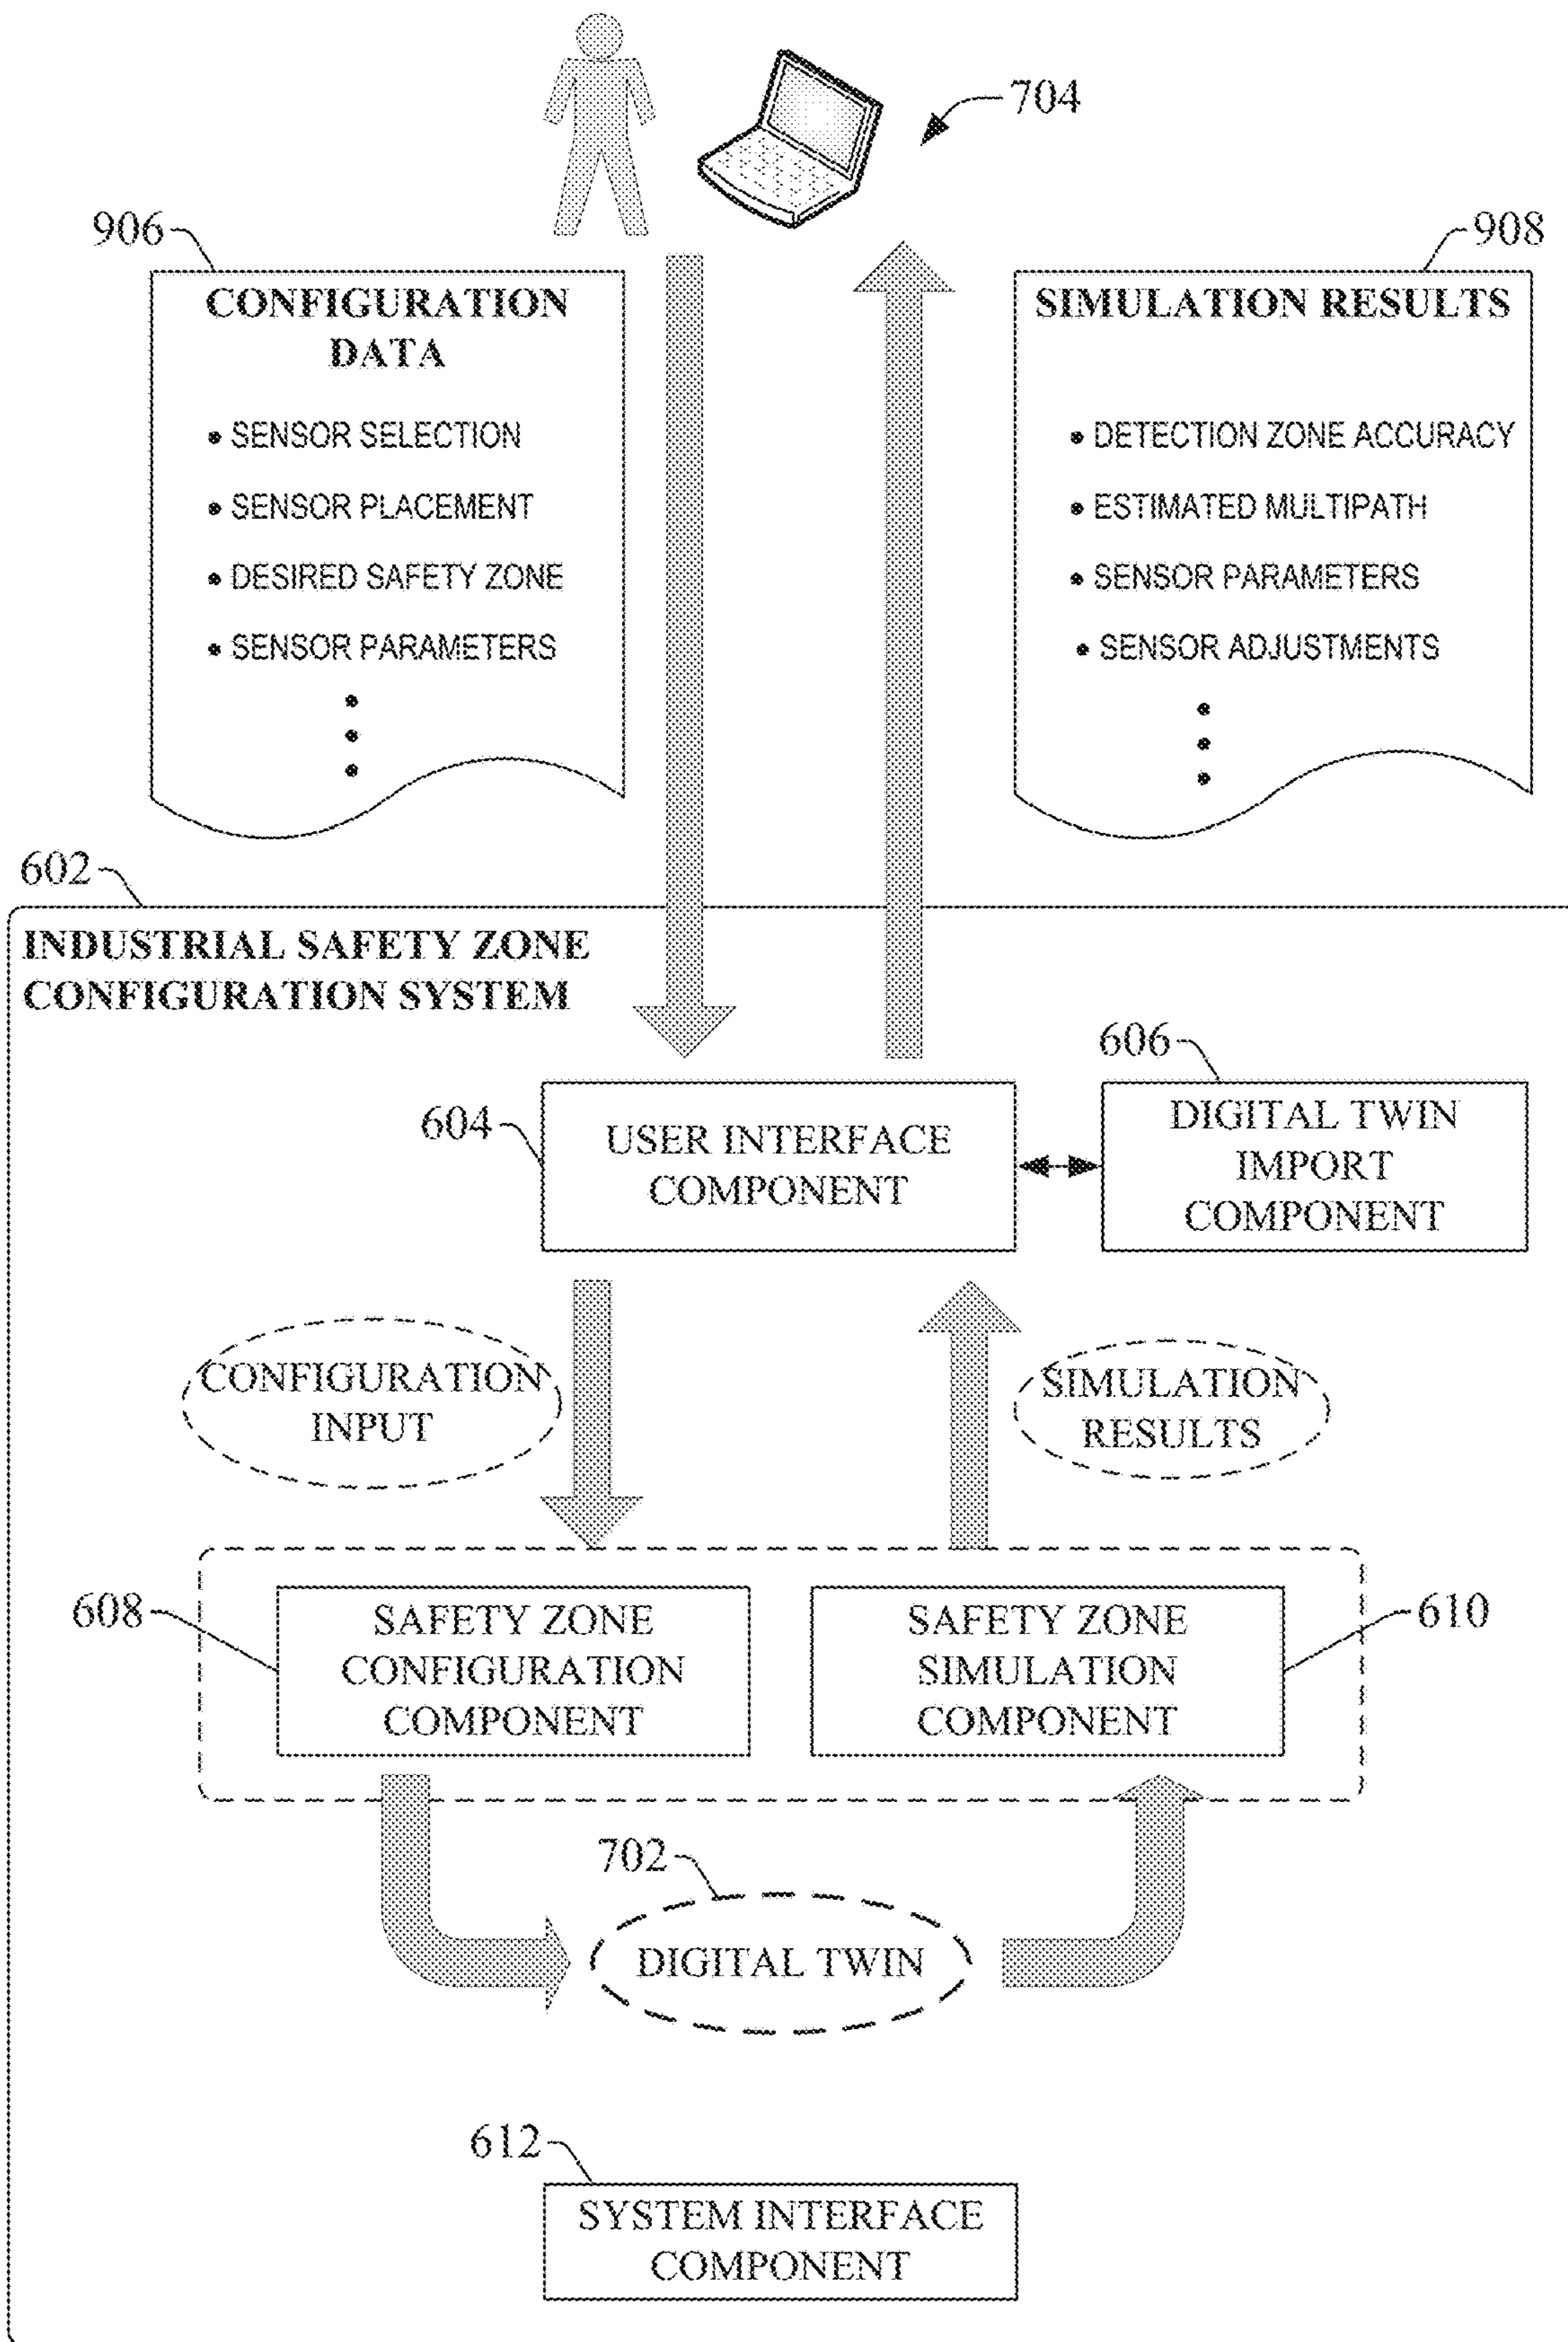 704
906
908
CONFIGURATION
DATA
• SENSOR SELECTION
• SENSOR PLACEMENT
• DESIRED SAFETY ZONE
• SENSOR PARAMETERS
SIMULATION RESULTS
• DETECTION ZONE ACCURACY
• ESTIMATED MULTIPATH
• SENSOR PARAMETERS
• SENSOR ADJUSTMENTS
602
INDUSTRIAL SAFETY ZONE
CONFIGURATION SYSTEM
604
USER INTERFACE
COMPONENT
606
DIGITAL TWIN
IMPORT
COMPONENT
CONFIGURATION
INPUT
SIMULATION
RESULTS
608
SAFETY ZONE
CONFIGURATION
COMPONENT
SAFETY ZONE
SIMULATION
COMPONENT
610
702
DIGITAL TWIN
612
SYSTEM INTERFACE
COMPONENT